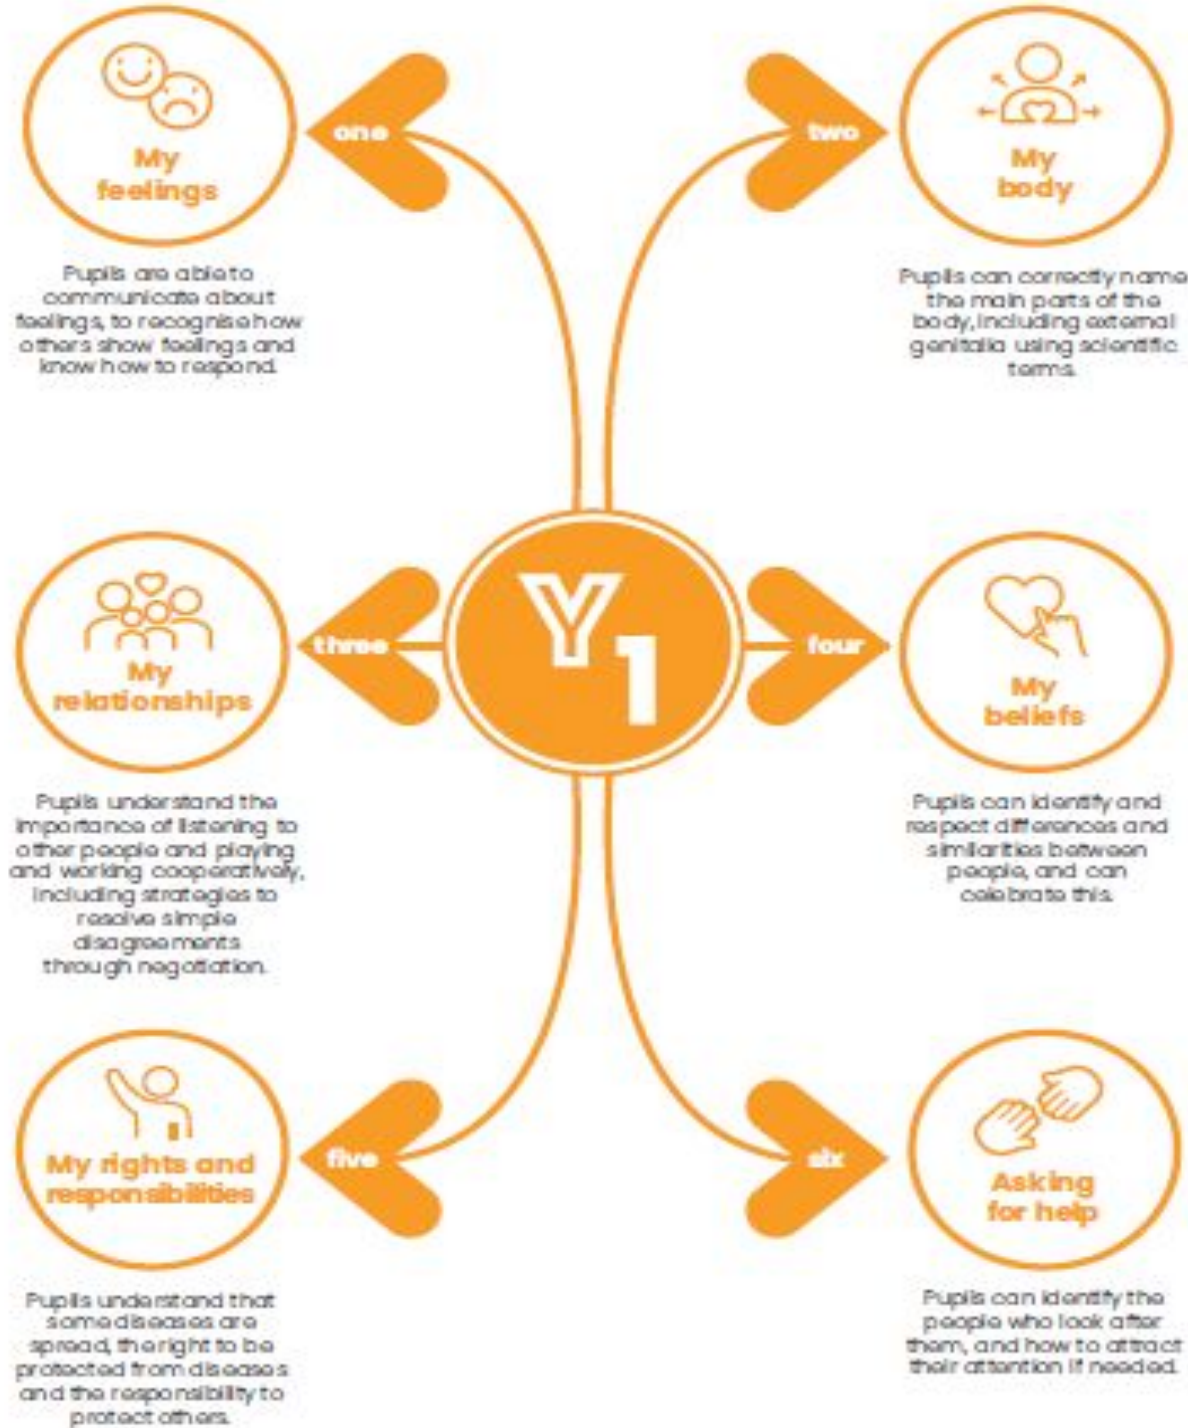 one
My
feelings
Pupils are able to
communicate about
feelings, to recognise how
others show feelings and
know how to respond.
two
My
body
Pupils can correctly name
the main parts of the
body, including external
genitalia using scientific
terms.
Y1
three
My
relationships
Pupils understand the
importance of listening to
other people and playing
and working cooperatively,
including strategies to
resolve simple
disagreements
through negotiation.
four
My
beliefs
Pupils can identify and
respect differences and
similarities between
people, and can
celebrate this.
five
My rights and
responsibilities
Pupils understand that
some diseases are
spread, the right to be
protected from diseases
and the responsibility to
protect others.
six
Asking
for help
Pupils can identify the
people who look after
them, and how to attract
their attention if needed.